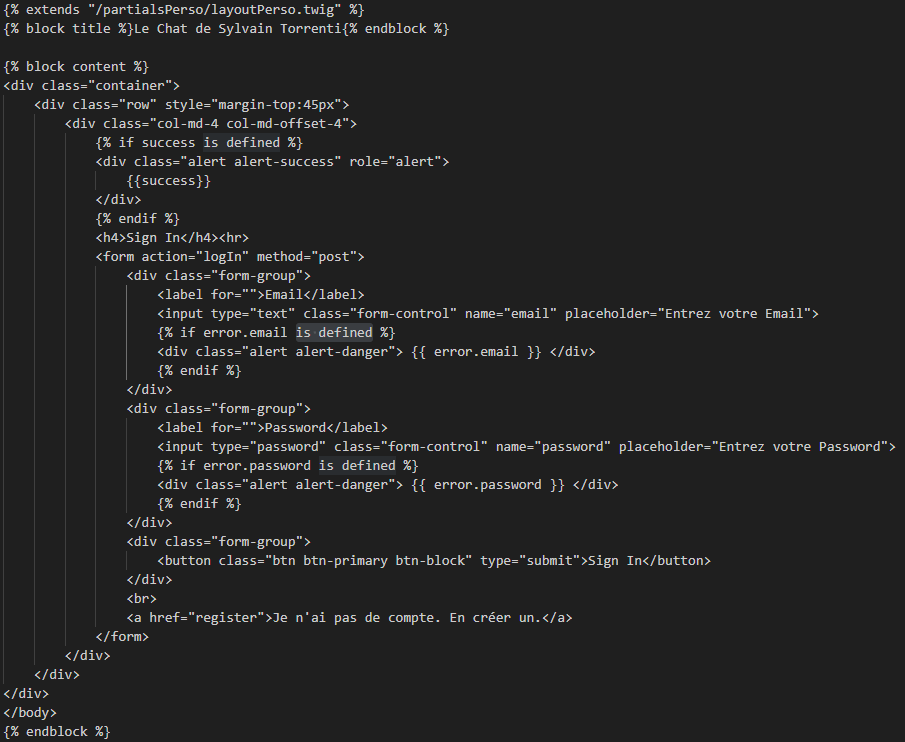 {% extends "/partialsPerso/layoutPerso.twig" %}
{% block title %}Le Chat de Sylvain Torrenti{% endblock %}

{% block content %}
<div class="container">
    <div class="row" style="margin-top:45px">
        <div class="col-md-4 col-md-offset-4">
            {% if success is defined %}
            <div class="alert alert-success" role="alert">
                {{success}}
            </div>
            {% endif %}
            <h4>Sign In</h4><hr>
            <form action="logIn" method="post">
                <div class="form-group">
                    <label for="">Email</label>
                    <input type="text" class="form-control" name="email" placeholder="Entrez votre Email">
                    {% if error.email is defined %}
                    <div class="alert alert-danger"> {{ error.email }} </div>
                    {% endif %}
                </div>
                <div class="form-group">
                    <label for="">Password</label>
                    <input type="password" class="form-control" name="password" placeholder="Entrez votre Password">
                    {% if error.password is defined %}
                    <div class="alert alert-danger"> {{ error.password }} </div>
                    {% endif %}
                </div>
                <div class="form-group">
                    <button class="btn btn-primary btn-block" type="submit">Sign In</button>
                </div>
                <br>
                <a href="register">Je n'ai pas de compte. En créer un.</a>
            </form>
        </div>
    </div>
</div>
</body>
{% endblock %}